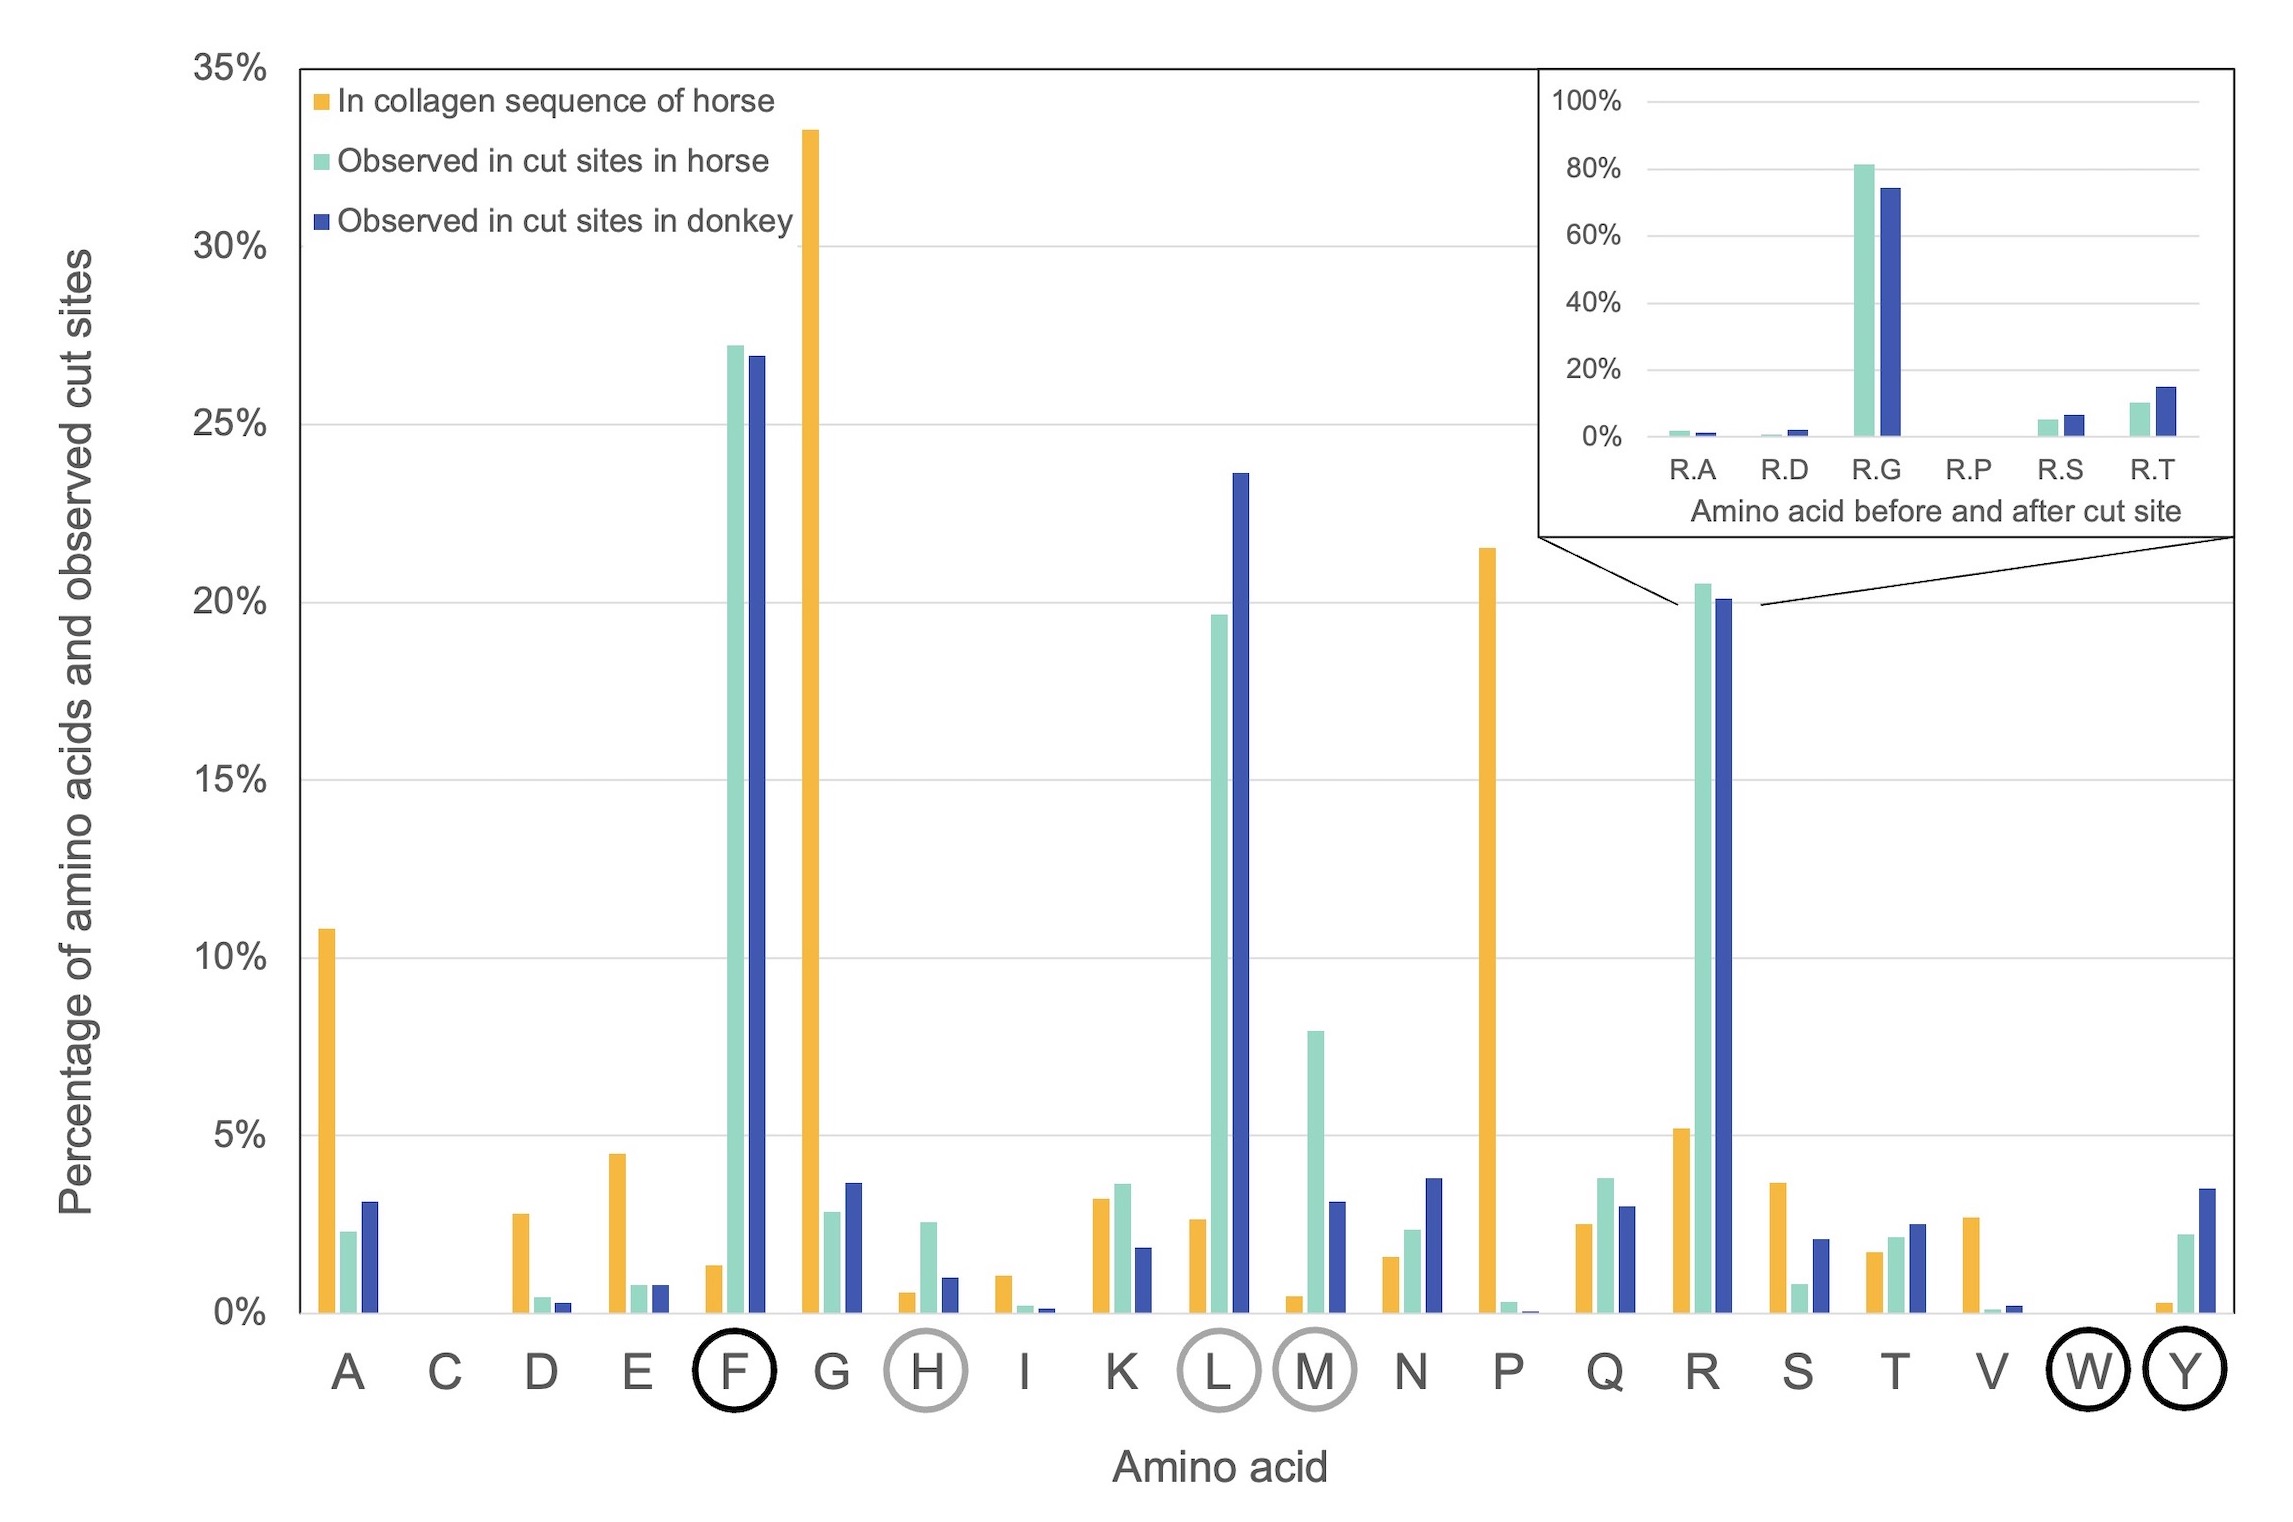 35%
30%
25%
20%
15%
10%
5%
0%
Percentage of amino acids and observed cut sites
In collagen sequence of horse
Observed in cut sites in horse
Observed in cut sites in donkey
100%
80%
60%
40%
20%
0%
R.A R.D R.G R.P R.S R.T
Amino acid before and after cut site
A C D E F G H I K L M N P Q R S T V W Y
Amino acid